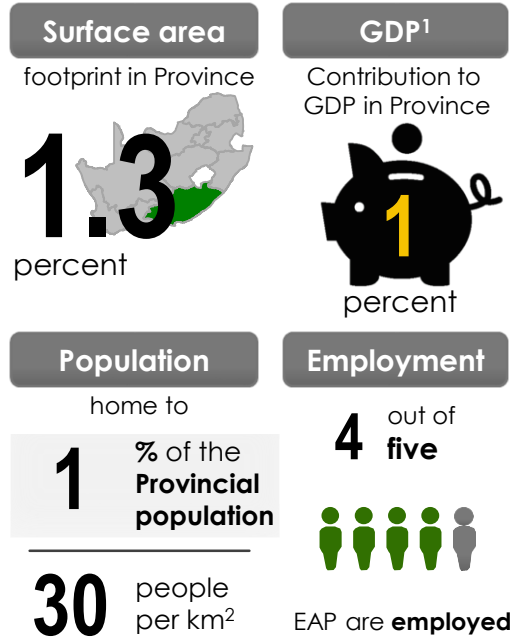 Surface area
footprint in Province
1.3
percent
GDP¹
Contribution to
GDP in Province
1
percent
Population
home to
1
% of the
Provincial
population
30
people
per km²
Employment
4
out of
five
EAP are employed